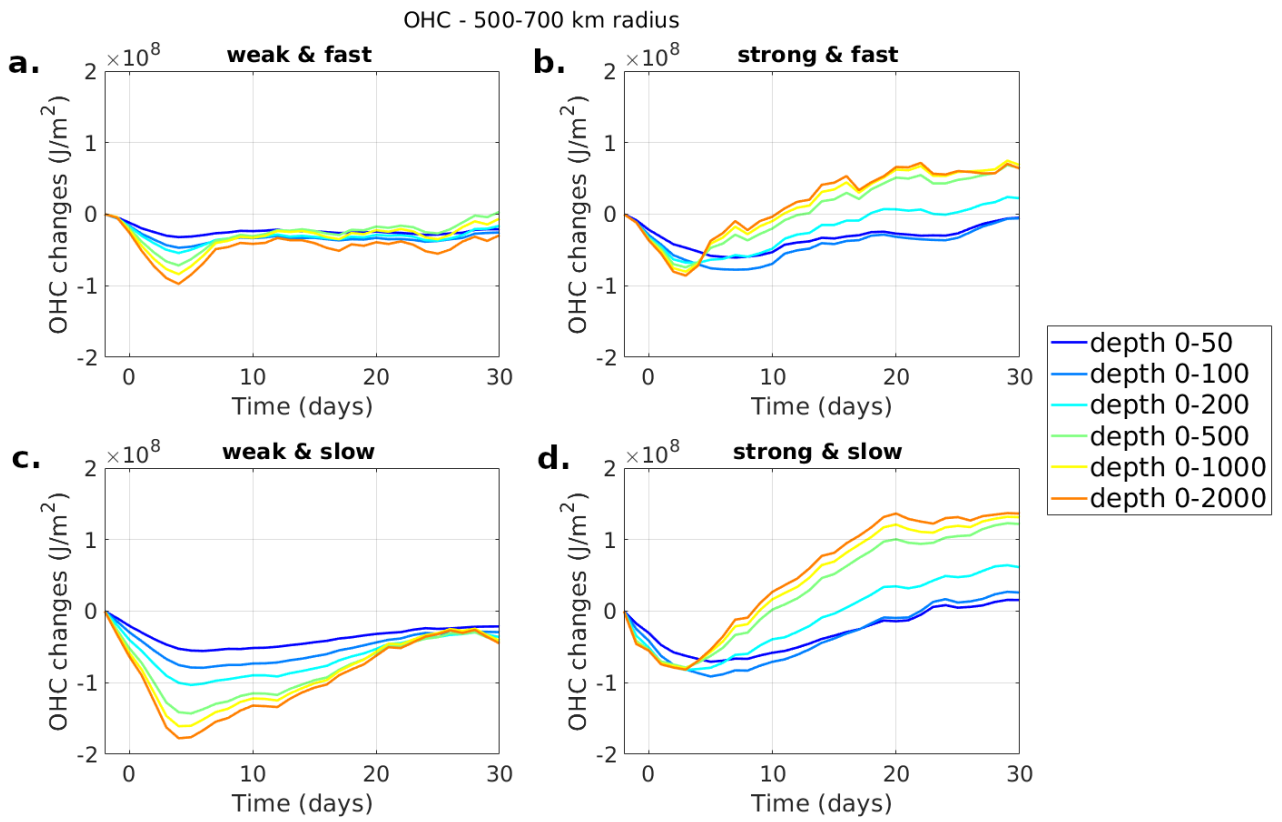 OHC - 500-700 km radius
a.
×10^8
weak & fast
2
1
0
-1
-2
OHC changes (J/m^2)
0
10
20
30
Time (days)
b.
×10^8
strong & fast
2
1
0
-1
-2
OHC changes (J/m^2)
0
10
20
30
Time (days)
c.
×10^8
weak & slow
2
1
0
-1
-2
OHC changes (J/m^2)
0
10
20
30
Time (days)
d.
×10^8
strong & slow
2
1
0
-1
-2
OHC changes (J/m^2)
0
10
20
30
Time (days)
depth 0-50
depth 0-100
depth 0-200
depth 0-500
depth 0-1000
depth 0-2000